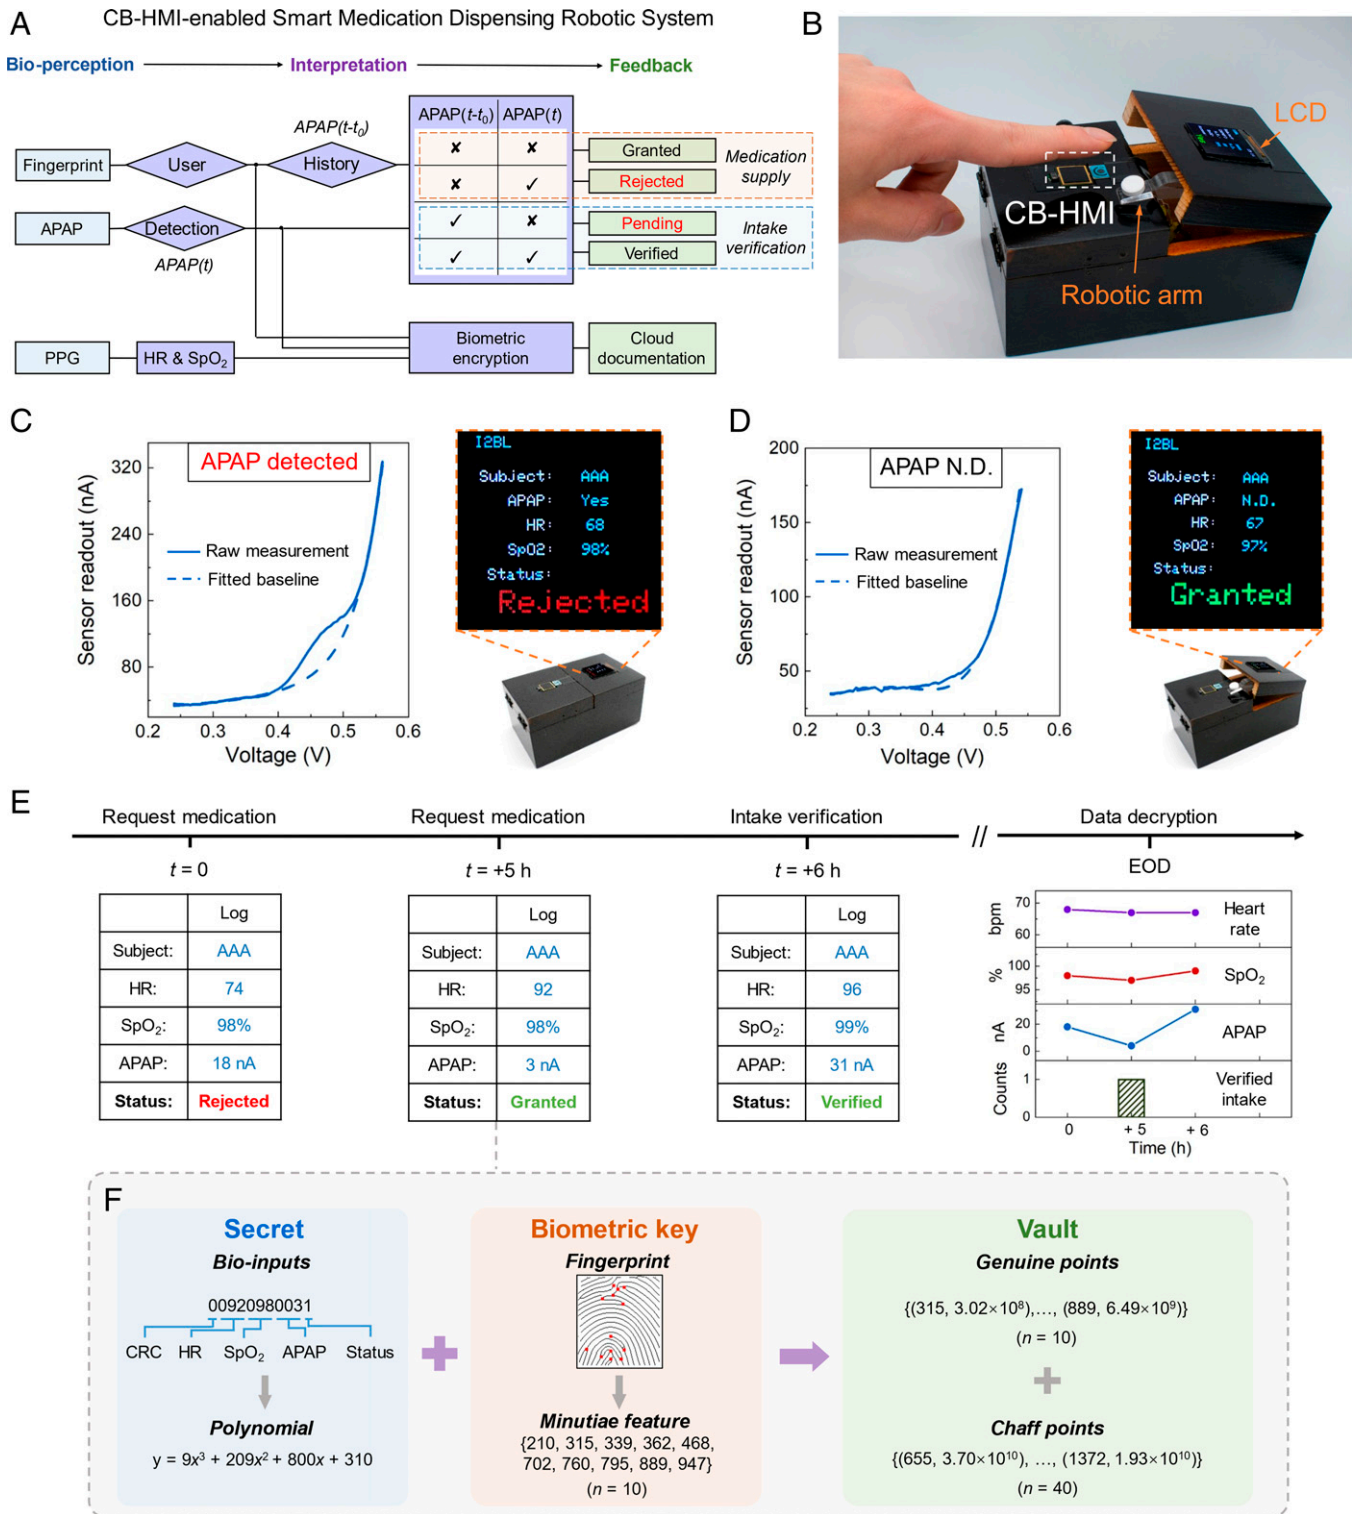 A
CB-HMI-enabled Smart Medication Dispensing Robotic System
Bio-perception
Interpretation
Feedback
APAP(t-t₀)
APAP(t-t₀) APAP(t)
Fingerprint
User
History
✘ ✘
Granted
Medication
supply
✘ ✓
Rejected
APAP
Detection
APAP(t)
✓ ✘
Pending
Intake
verification
✓ ✓
Verified
PPG
HR & SpO₂
Biometric
encryption
Cloud
documentation
B
LCD
CB-HMI
Robotic arm
C
APAP detected
Sensor readout (nA)
320
240
160
80
Raw measurement
Fitted baseline
0.2 0.3 0.4 0.5 0.6
Voltage (V)
I2BL
Subject: AAA
APAP: Yes
HR: 68
SpO2: 98%
Status:
Rejected
D
APAP N.D.
Sensor readout (nA)
200
150
100
50
Raw measurement
Fitted baseline
0.2 0.3 0.4 0.5 0.6
Voltage (V)
I2BL
Subject: AAA
APAP: N.D.
HR: 67
SpO2: 97%
Status:
Granted
E
Request medication
Request medication
Intake verification
Data decryption
t = 0
t = +5 h
t = +6 h
EOD
Log
Subject: AAA
HR: 74
SpO₂: 98%
APAP: 18 nA
Status: Rejected
Log
Subject: AAA
HR: 92
SpO₂: 98%
APAP: 3 nA
Status: Granted
Log
Subject: AAA
HR: 96
SpO₂: 99%
APAP: 31 nA
Status: Verified
bpm
70
60
Heart
rate
%
100
95
SpO₂
nA
20
0
APAP
Counts
1
0
Verified
intake
0 + 5 + 6
Time (h)
F
Secret
Bio-inputs
00920980031
CRC HR SpO₂ APAP Status
Polynomial
y = 9x³ + 209x² + 800x + 310
Biometric key
Fingerprint
Minutiae feature
{210, 315, 339, 362, 468,
702, 760, 795, 889, 947}
(n = 10)
Vault
Genuine points
{(315, 3.02×10⁸),..., (889, 6.49×10⁹)}
(n = 10)
Chaff points
{(655, 3.70×10¹⁰), ..., (1372, 1.93×10¹⁰)}
(n = 40)